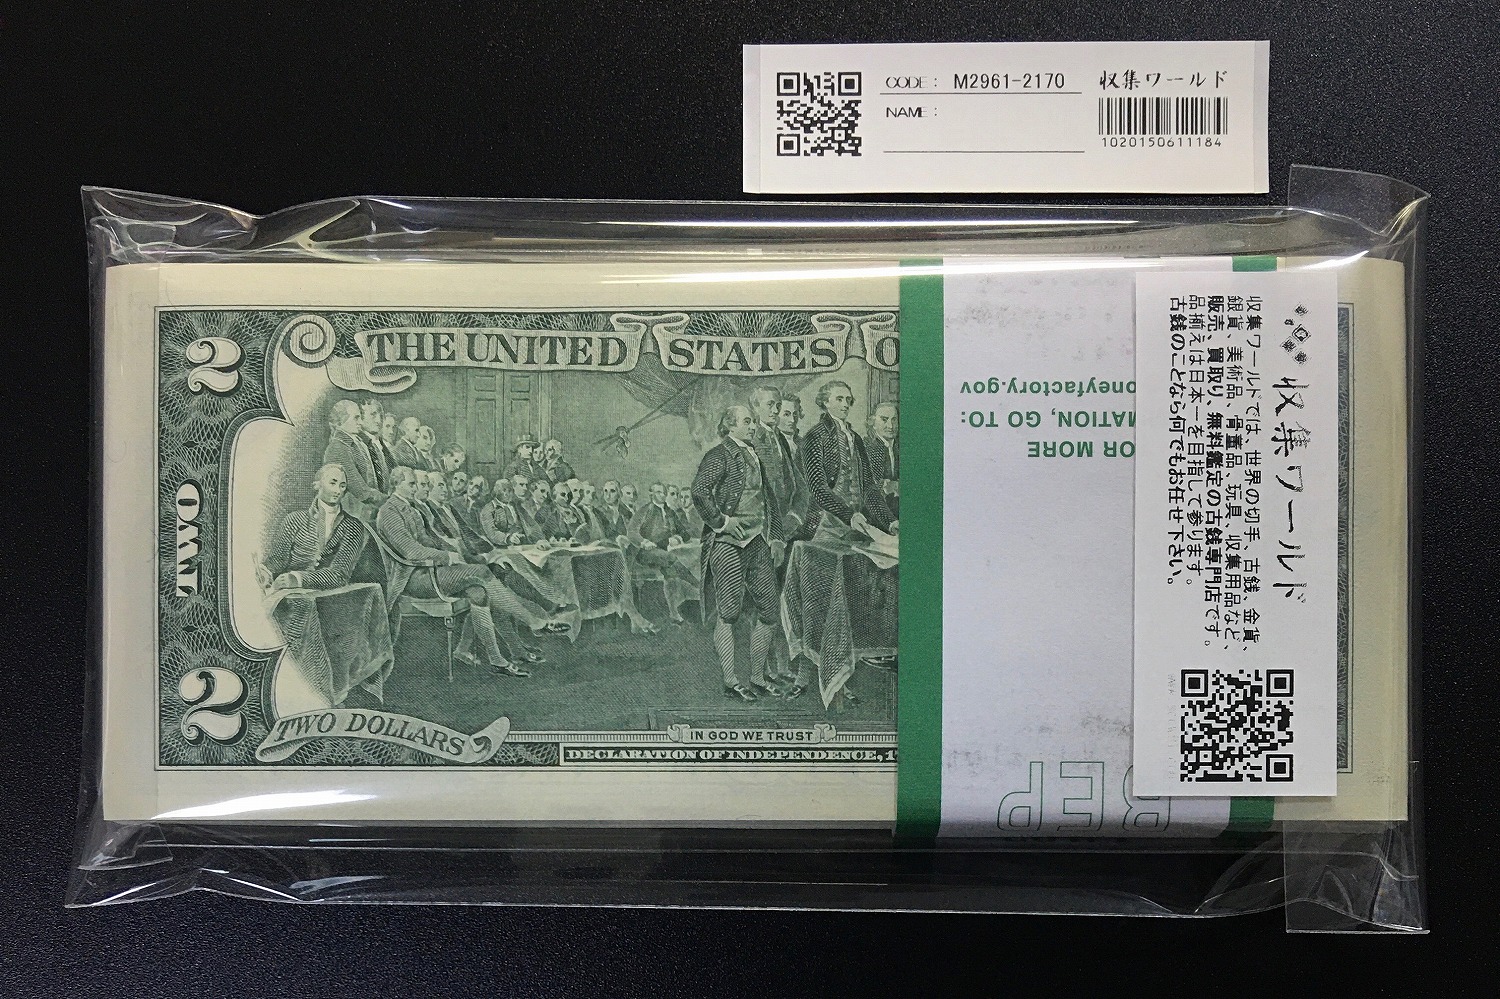 CODE: M2961-2170
NAME:
収集ワールド
1020150611184
THE UNITED STATES O
2
TWO
2
TWO DOLLARS
IN GOD WE TRUST
DECLARATION OF INDEPENDENCE, 1
OR MORE
MATION, GO TO:
oneyfactory.gov
BEP
収集ワールド
収集ワールドでは、世界の切手、古銭、金貨、
銀貨、美術品、骨董品、玩具、収集用品など、
販売、買取り、無料鑑定の古銭専門店です。
品揃えは日本一を目指して参ります。
古銭のことなら何でもお任せ下さい。